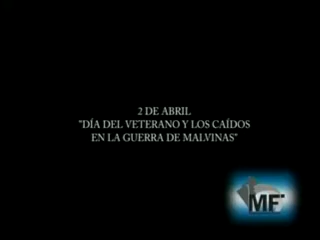 2 DE ABRIL
"DÍA DEL VETERANO Y LOS CAÍDOS
EN LA GUERRA DE MALVINAS"
MF